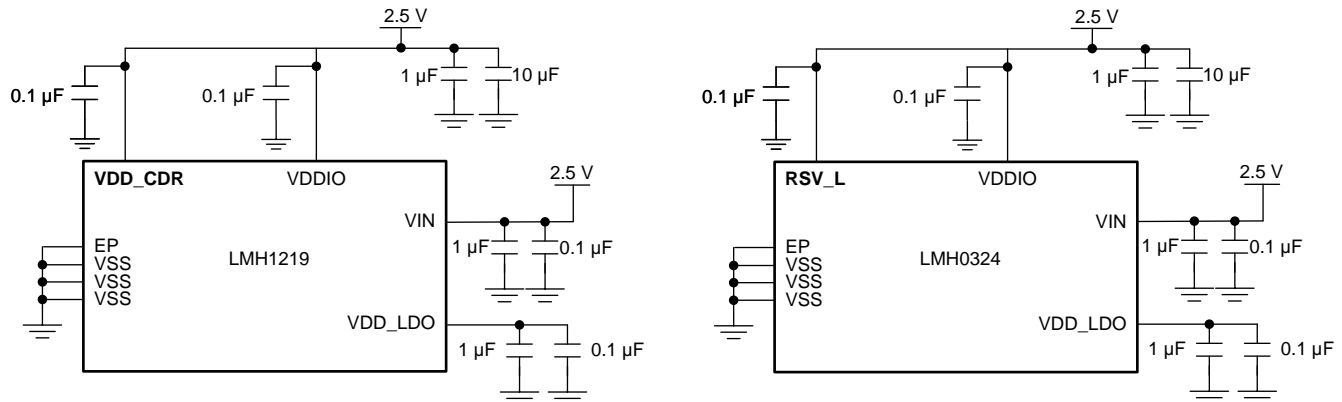 2.5 V
1 µF
10 µF
0.1 µF
0.1 µF
VDD_CDR
VDDIO
2.5 V
VIN
EP
VSS
VSS
VSS
LMH1219
1 µF
0.1 µF
VDD_LDO
1 µF
0.1 µF
2.5 V
1 µF
10 µF
0.1 µF
0.1 µF
RSV_L
VDDIO
2.5 V
VIN
EP
VSS
VSS
VSS
LMH0324
1 µF
0.1 µF
VDD_LDO
1 µF
0.1 µF